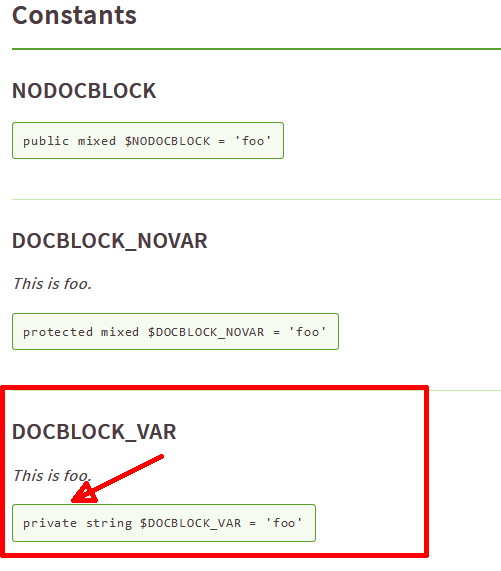 Constants
NODOCBLOCK
public mixed $NODOCBLOCK = 'foo'
DOCBLOCK_NOVAR
This is foo.
protected mixed $DOCBLOCK_NOVAR = 'foo'
DOCBLOCK_VAR
This is foo.
private string $DOCBLOCK_VAR = 'foo'